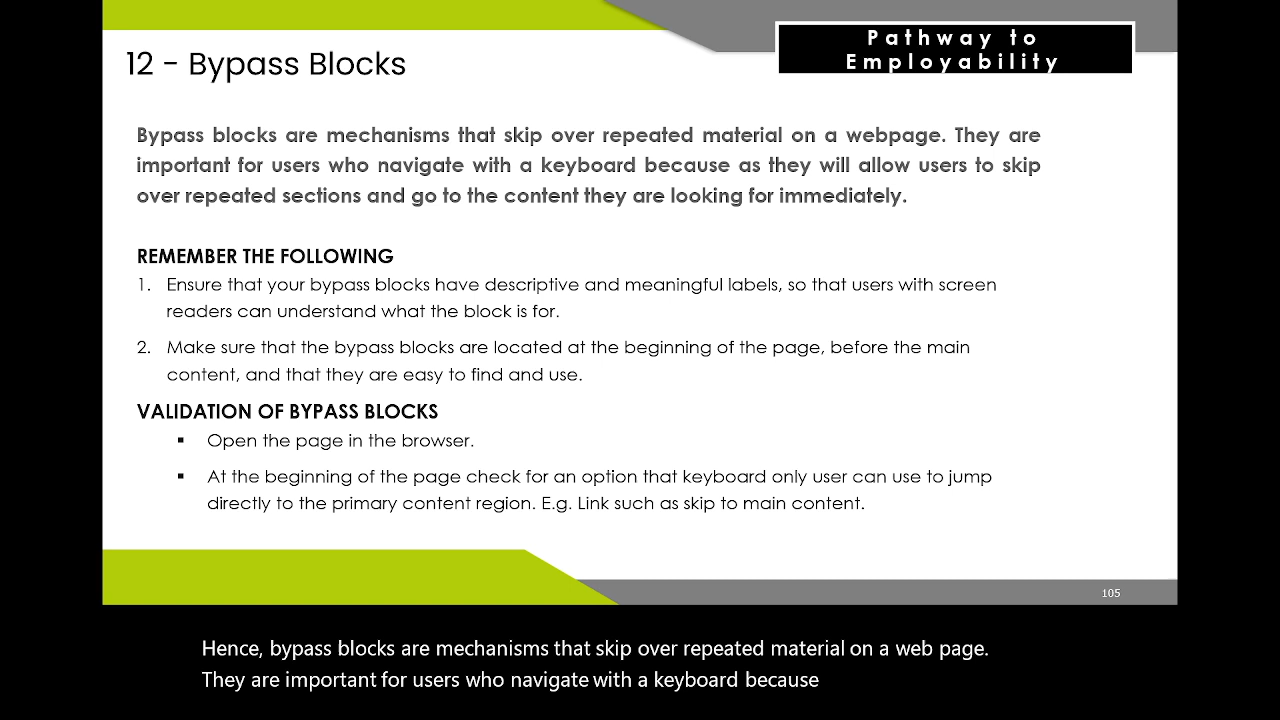 Pathway to
Employability
12 - Bypass Blocks
Bypass blocks are mechanisms that skip over repeated material on a webpage. They are
important for users who navigate with a keyboard because as they will allow users to skip
over repeated sections and go to the content they are looking for immediately.
REMEMBER THE FOLLOWING
1. Ensure that your bypass blocks have descriptive and meaningful labels, so that users with screen
readers can understand what the block is for.
2. Make sure that the bypass blocks are located at the beginning of the page, before the main
content, and that they are easy to find and use.
VALIDATION OF BYPASS BLOCKS
▪ Open the page in the browser.
▪ At the beginning of the page check for an option that keyboard only user can use to jump
directly to the primary content region. E.g. Link such as skip to main content.
105
Hence, bypass blocks are mechanisms that skip over repeated material on a web page.
They are important for users who navigate with a keyboard because